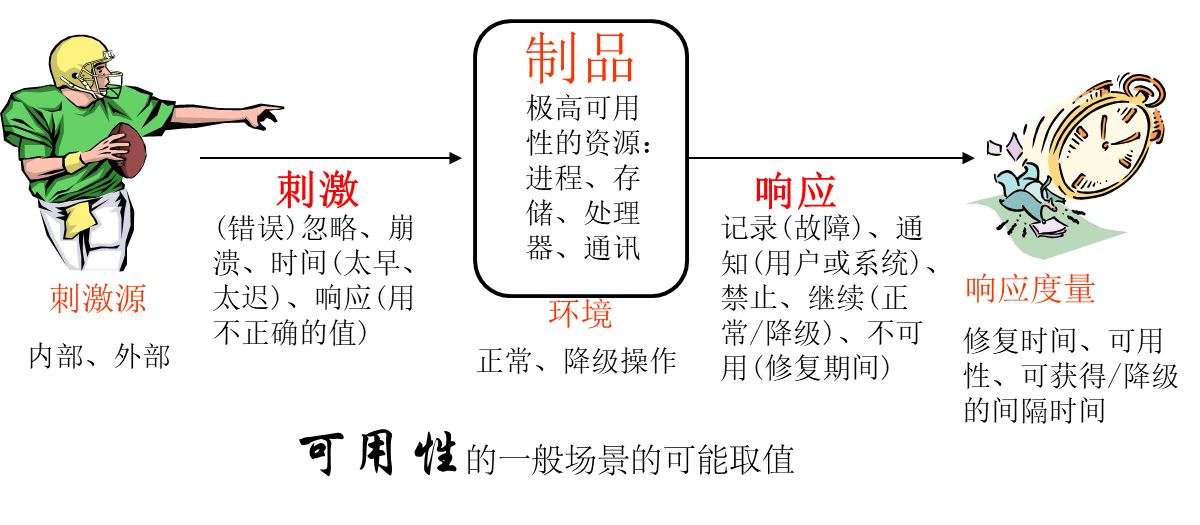 刺激源
内部、外部
刺激
(错误)忽略、崩
溃、时间(太早、
太迟)、响应(用
不正确的值)
制品
极高可用
性的资源：
进程、存
储、处理
器、通讯
环境
正常、降级操作
响应
记录(故障)、通
知(用户或系统)、
禁止、继续(正
常/降级)、不可
用(修复期间)
响应度量
修复时间、可用
性、可获得/降级
的间隔时间
可用性的一般场景的可能取值